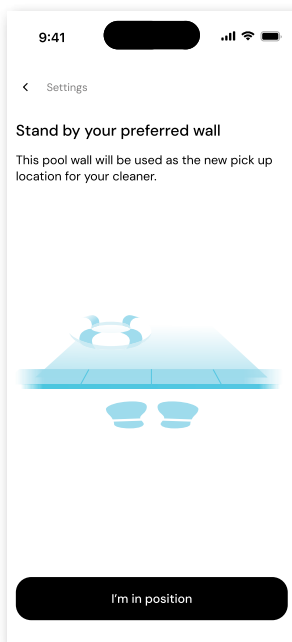 9:41
Settings
Stand by your preferred wall
This pool wall will be used as the new pick up
location for your cleaner.
I’m in position